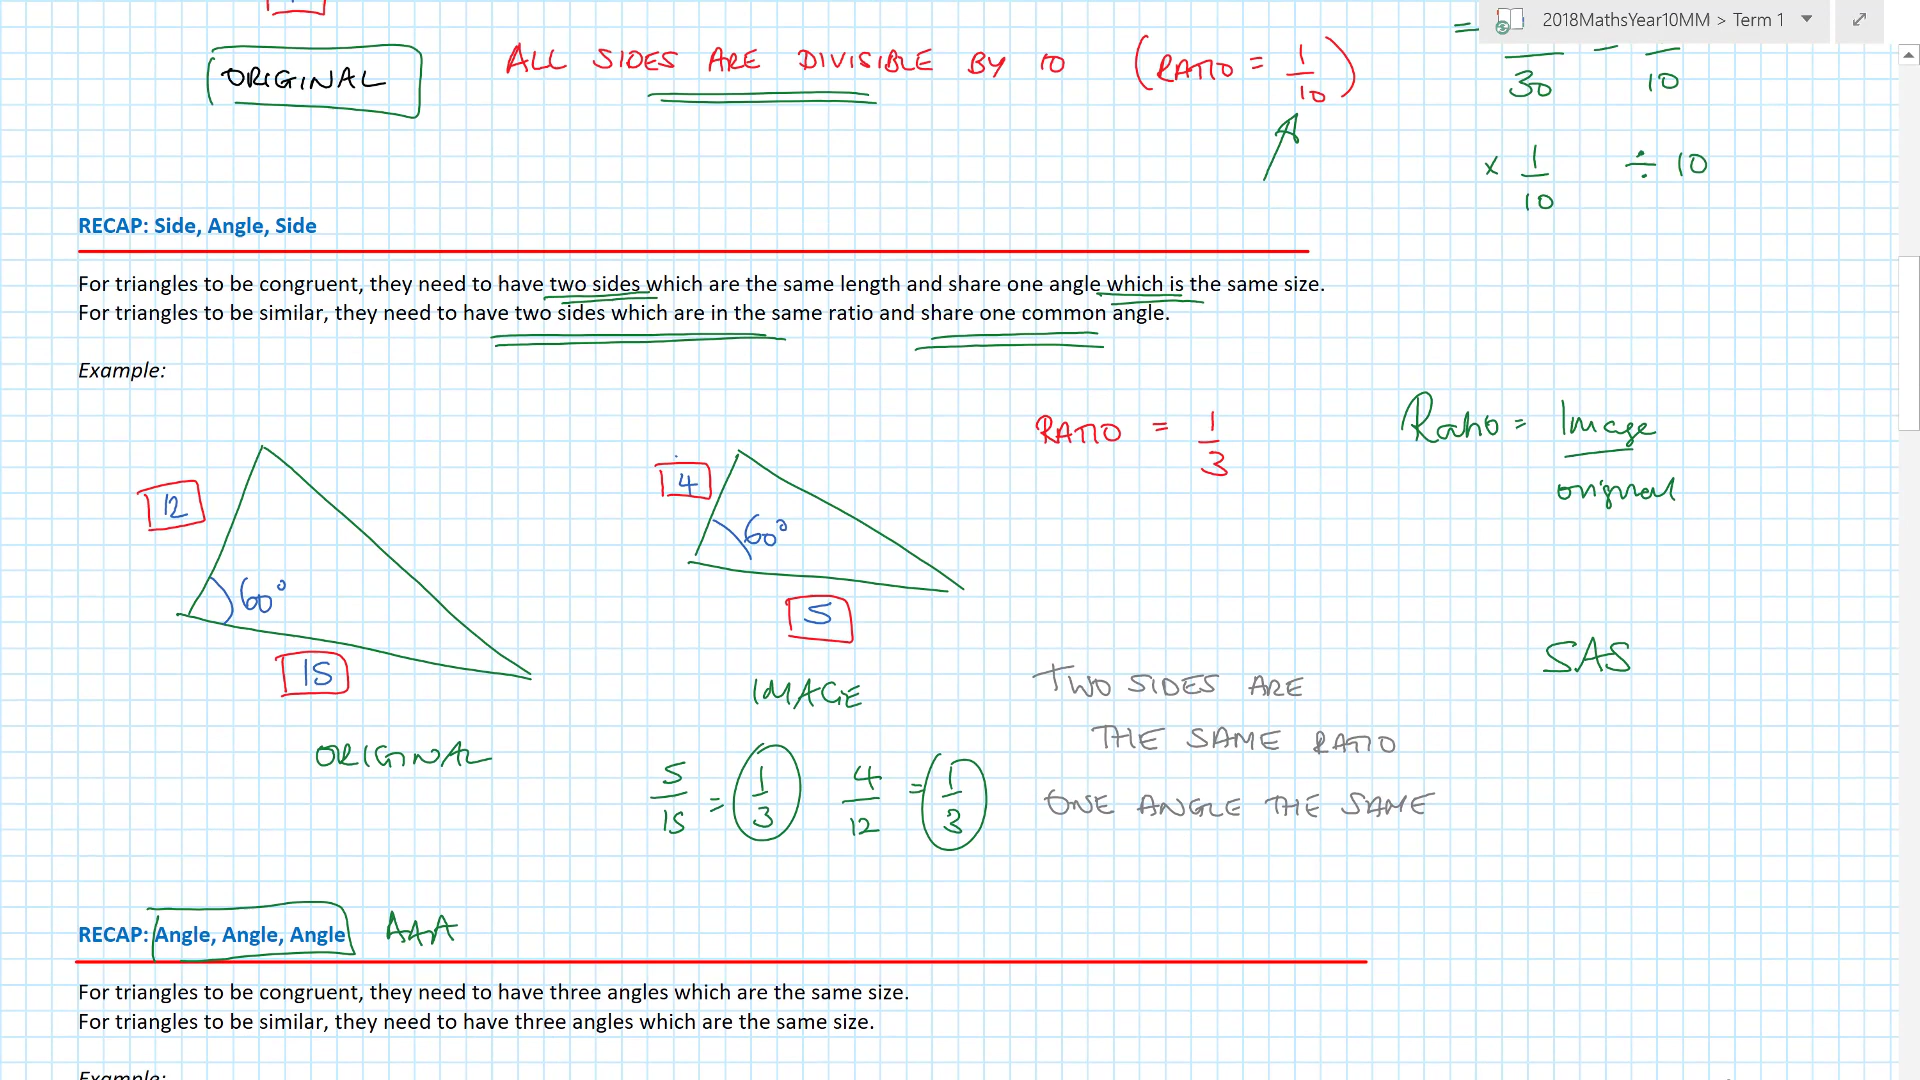 2018MathsYear10MM > Term 1
ORIGINAL
ALL SIDES ARE DIVISIBLE BY 10 (RATIO = 1/10)
=
30
10
× 1/10 ÷ 10
RECAP: Side, Angle, Side
For triangles to be congruent, they need to have two sides which are the same length and share one angle which is the same size.
For triangles to be similar, they need to have two sides which are in the same ratio and share one common angle.
Example:
RATIO = 1/3
Ratio = Image/original
12
60°
15
ORIGINAL
4
60°
5
IMAGE
5/15 = 1/3 4/12 = 1/3
TWO SIDES ARE
THE SAME RATIO
ONE ANGLE THE SAME
SAS
RECAP: Angle, Angle, Angle AAA
For triangles to be congruent, they need to have three angles which are the same size.
For triangles to be similar, they need to have three angles which are the same size.
Example: